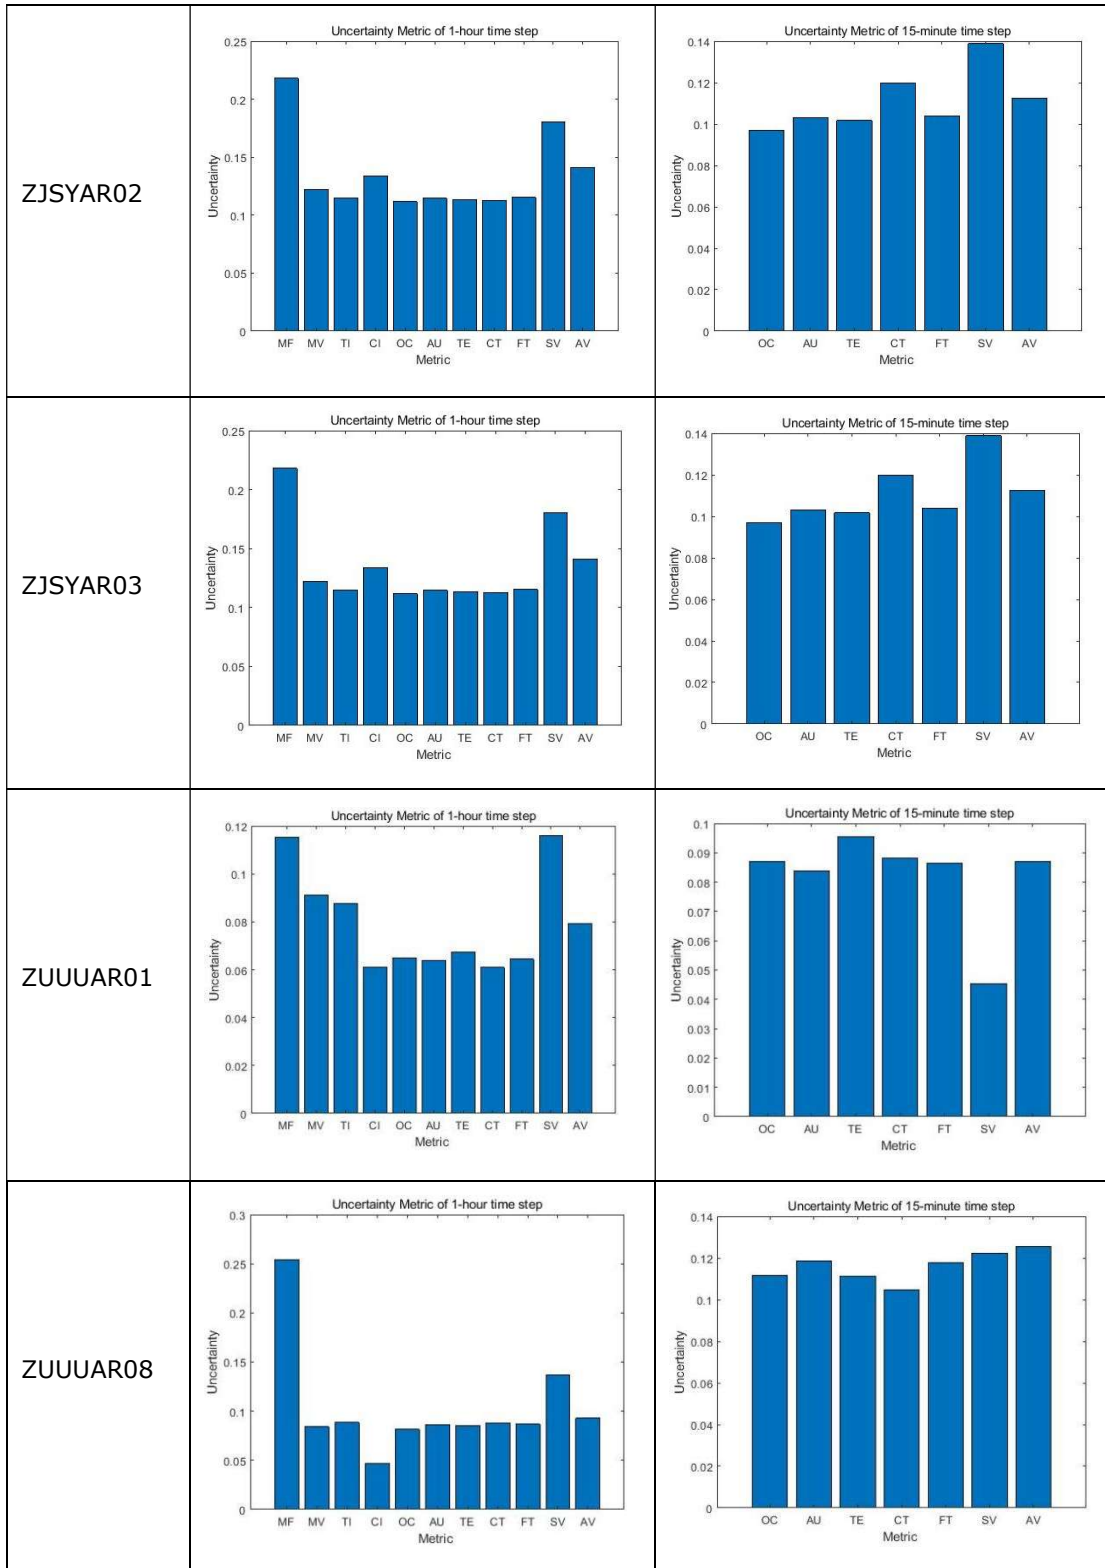 ZJSYAR02
Uncertainty Metric of 1-hour time step
0.25
0.2
0.15
0.1
0.05
0
Uncertainty
MF MV TI CI OC AU TE CT FT SV AV
Metric
Uncertainty Metric of 15-minute time step
0.14
0.12
0.1
0.08
0.06
0.04
0.02
0
Uncertainty
OC AU TE CT FT SV AV
Metric
ZJSYAR03
Uncertainty Metric of 1-hour time step
0.25
0.2
0.15
0.1
0.05
0
Uncertainty
MF MV TI CI OC AU TE CT FT SV AV
Metric
Uncertainty Metric of 15-minute time step
0.14
0.12
0.1
0.08
0.06
0.04
0.02
0
Uncertainty
OC AU TE CT FT SV AV
Metric
ZUUUAR01
Uncertainty Metric of 1-hour time step
0.12
0.1
0.08
0.06
0.04
0.02
0
Uncertainty
MF MV TI CI OC AU TE CT FT SV AV
Metric
Uncertainty Metric of 15-minute time step
0.1
0.09
0.08
0.07
0.06
0.05
0.04
0.03
0.02
0.01
0
Uncertainty
OC AU TE CT FT SV AV
Metric
ZUUUAR08
Uncertainty Metric of 1-hour time step
0.3
0.25
0.2
0.15
0.1
0.05
0
Uncertainty
MF MV TI CI OC AU TE CT FT SV AV
Metric
Uncertainty Metric of 15-minute time step
0.14
0.12
0.1
0.08
0.06
0.04
0.02
0
Uncertainty
OC AU TE CT FT SV AV
Metric